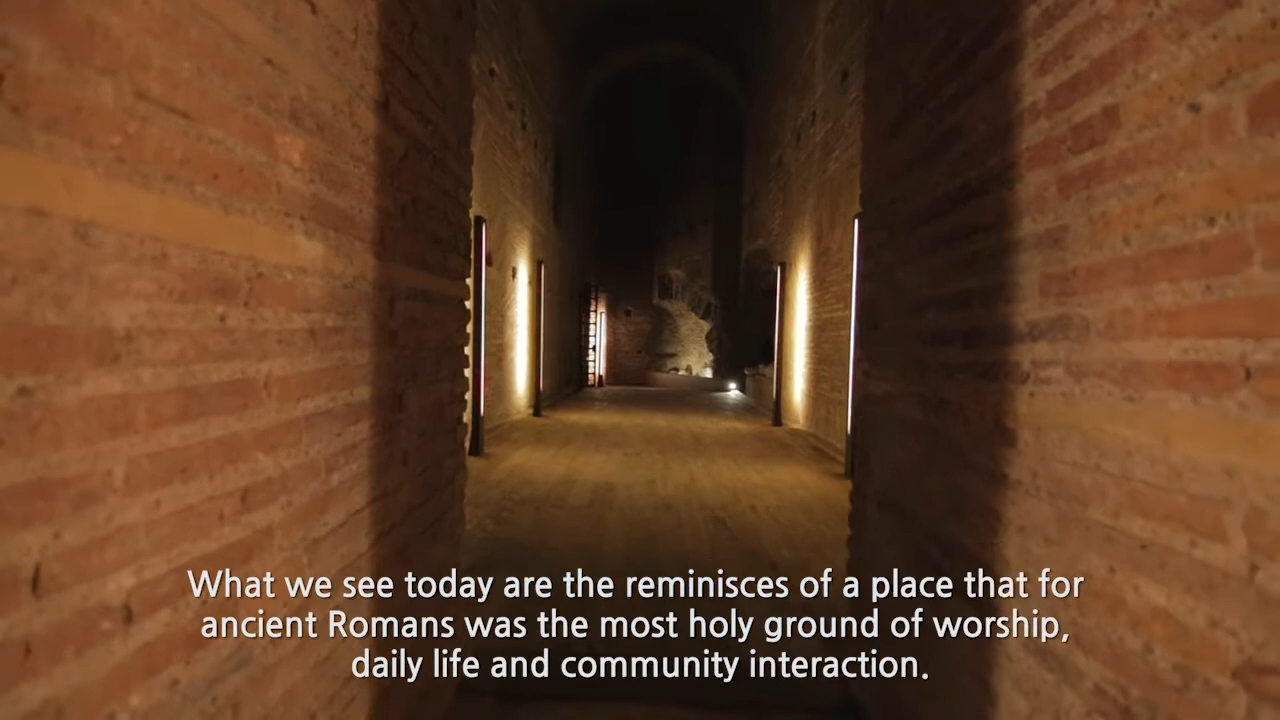 What we see today are the reminisces of a place that for
ancient Romans was the most holy ground of worship,
daily life and community interaction.